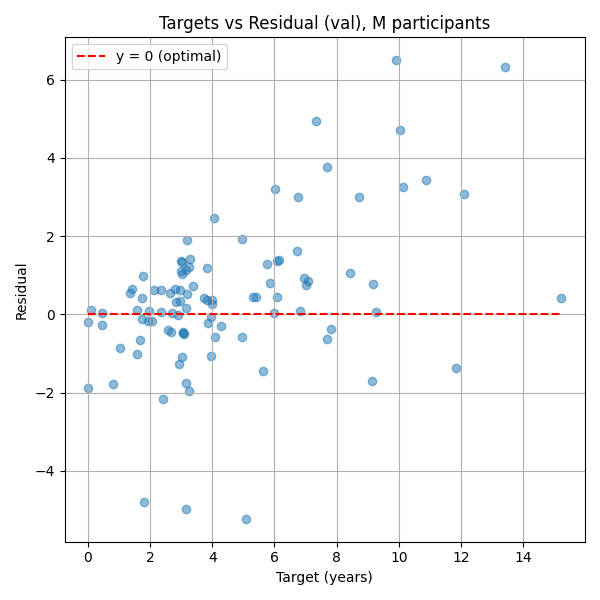 Targets vs Residual (val), M participants
y = 0 (optimal)
6
4
2
0
−2
−4
Residual
0 2 4 6 8 10 12 14
Target (years)